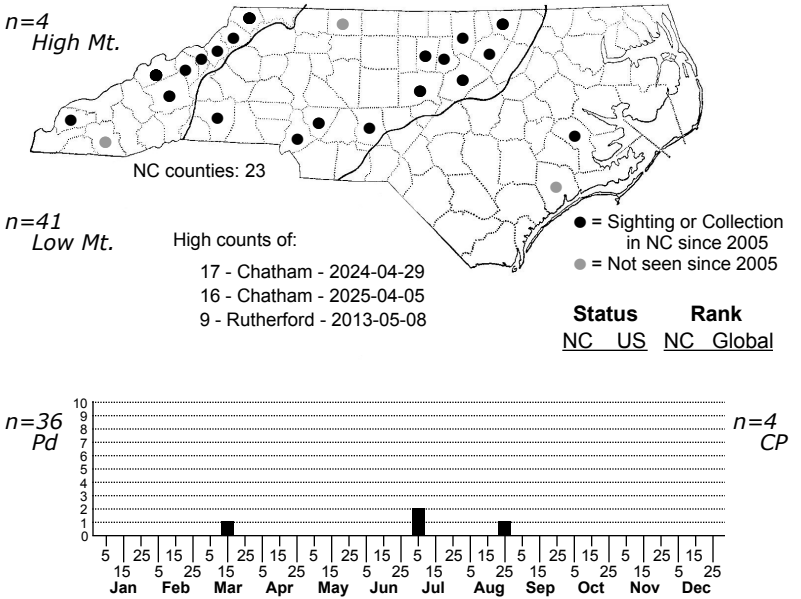 n=4
High Mt.
NC counties: 23
n=41
Low Mt.
High counts of:
17 - Chatham - 2024-04-29
16 - Chatham - 2025-04-05
9 - Rutherford - 2013-05-08
= Sighting or Collection
in NC since 2005
= Not seen since 2005
Status Rank
NC US NC Global
n=36
Pd
n=4
CP
10
9
8
7
6
5
4
3
2
1
0
5 25 15 5 25 15 5 25 15 5 25 15 5 25 15 5 25 15
15 5 25 15 5 25 15 5 25 15 5 25 15 5 25 15 5 25
Jan Feb Mar Apr May Jun Jul Aug Sep Oct Nov Dec